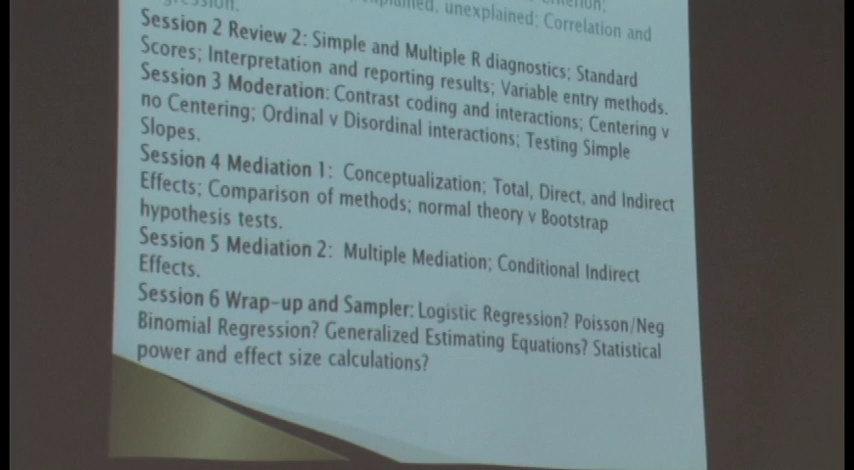 unexplained; Correlation and
Session 2 Review 2: Simple and Multiple R diagnostics; Standard
Scores; Interpretation and reporting results; Variable entry methods.
Session 3 Moderation: Contrast coding and interactions; Centering v
no Centering; Ordinal v Disordinal interactions; Testing Simple
Slopes.
Session 4 Mediation 1: Conceptualization; Total, Direct, and Indirect
Effects; Comparison of methods; normal theory v Bootstrap
hypothesis tests.
Session 5 Mediation 2: Multiple Mediation; Conditional Indirect
Effects.
Session 6 Wrap-up and Sampler: Logistic Regression? Poisson/Neg
Binomial Regression? Generalized Estimating Equations? Statistical
power and effect size calculations?